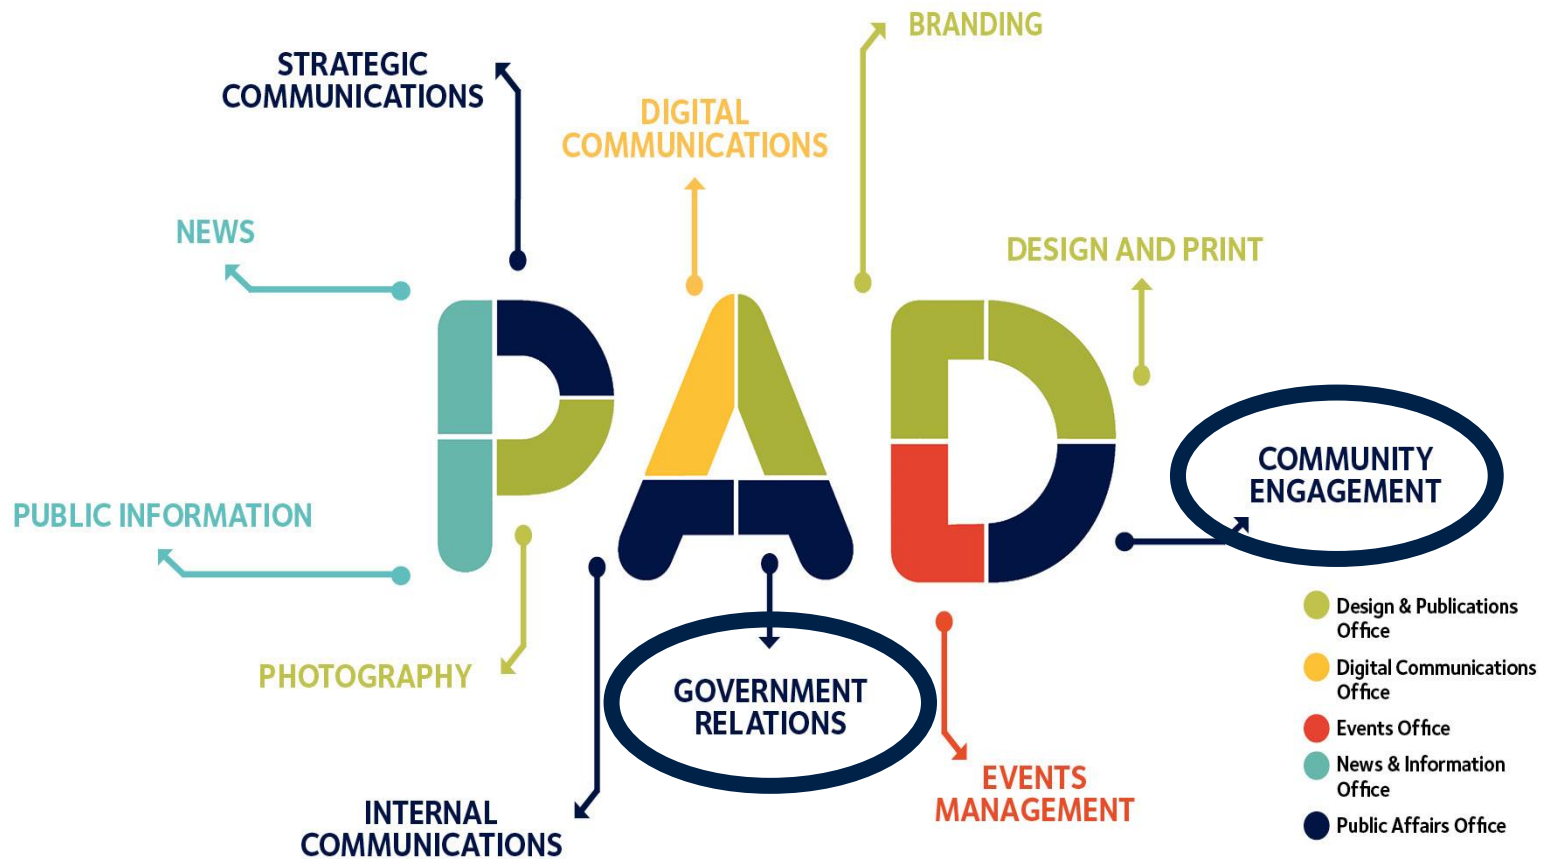 BRANDING
STRATEGIC
COMMUNICATIONS
DIGITAL
COMMUNICATIONS
NEWS
DESIGN AND PRINT
PAD
COMMUNITY
ENGAGEMENT
PUBLIC INFORMATION
PHOTOGRAPHY
GOVERNMENT
RELATIONS
EVENTS
MANAGEMENT
INTERNAL
COMMUNICATIONS
Design & Publications
Office
Digital Communications
Office
Events Office
News & Information
Office
Public Affairs Office